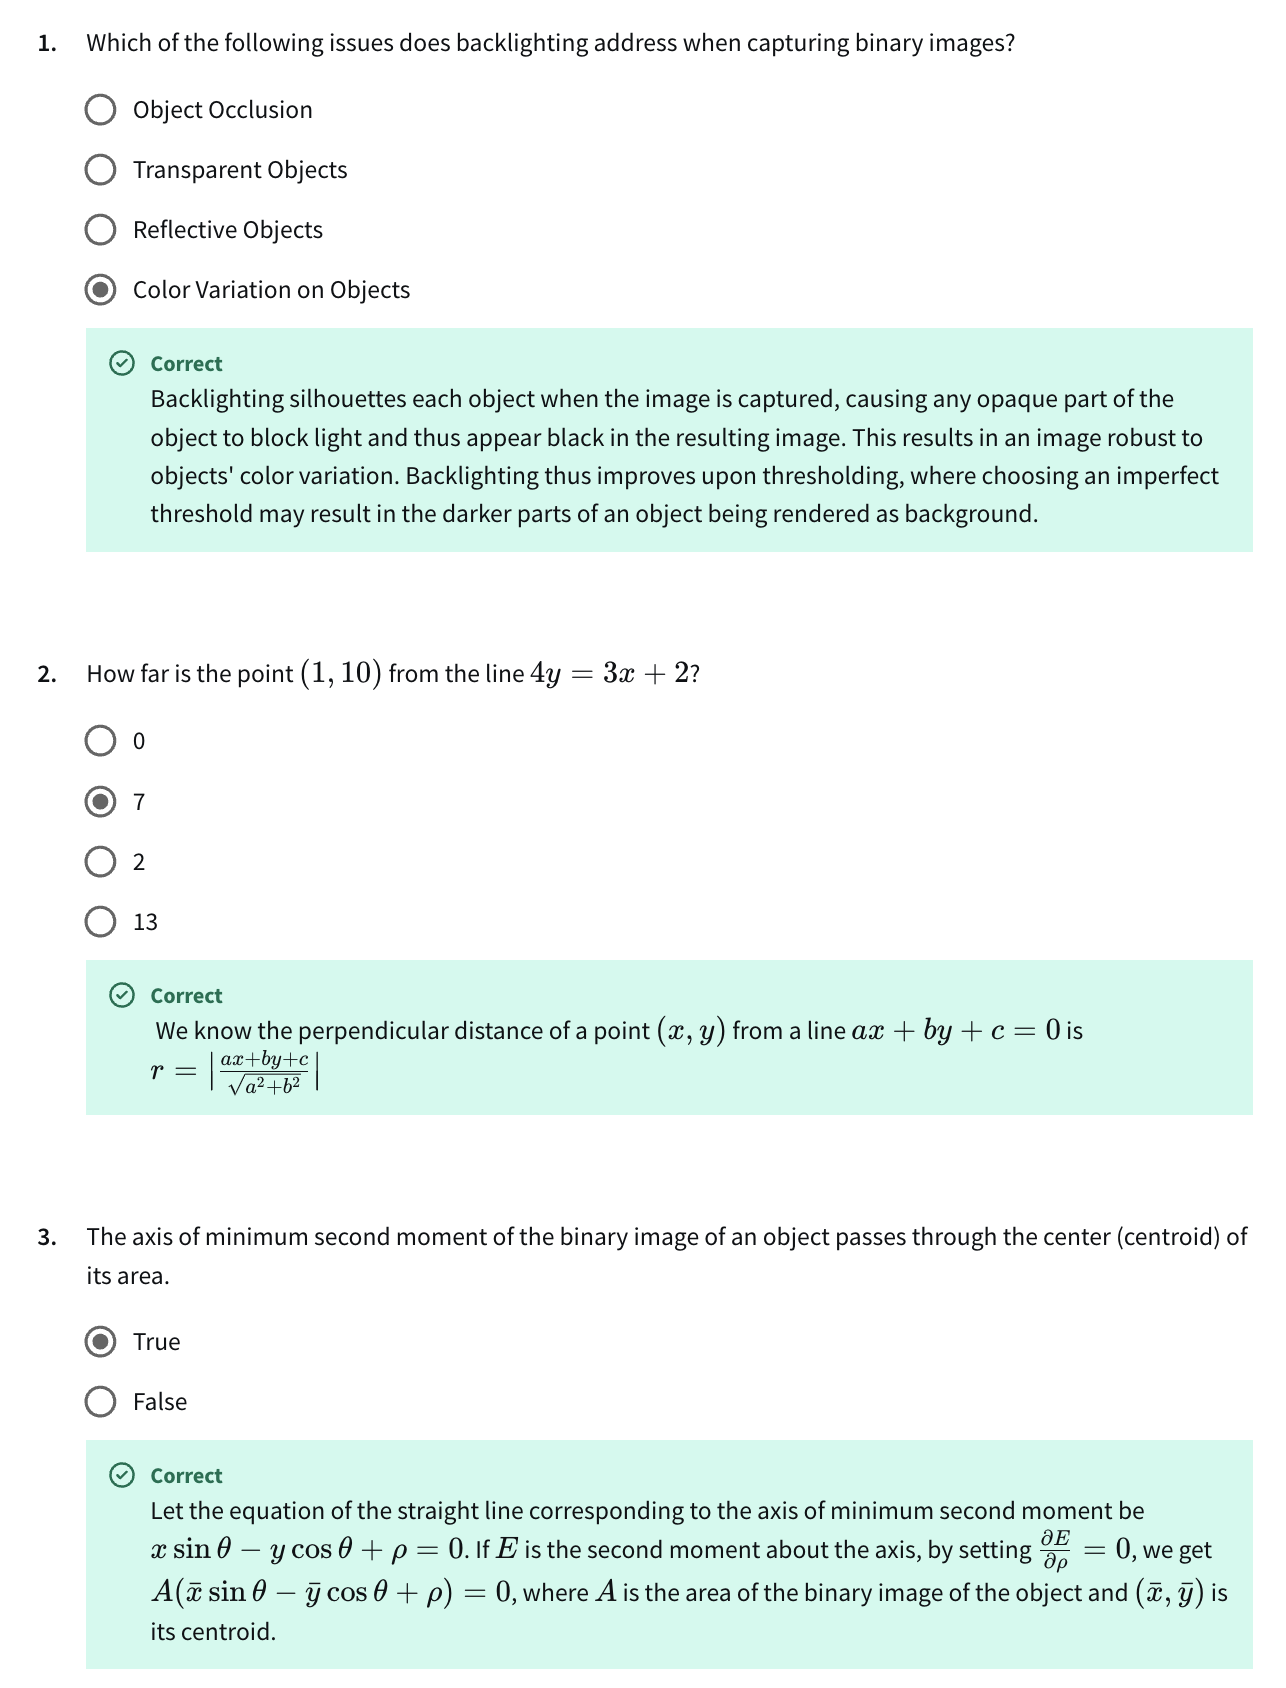 1. Which of the following issues does backlighting address when capturing binary images?
Object Occlusion
Transparent Objects
Reflective Objects
Color Variation on Objects
Correct
Backlighting silhouettes each object when the image is captured, causing any opaque part of the
object to block light and thus appear black in the resulting image. This results in an image robust to
objects' color variation. Backlighting thus improves upon thresholding, where choosing an imperfect
threshold may result in the darker parts of an object being rendered as background.
2. How far is the point $(1, 10)$ from the line $4y = 3x + 2$?
0
7
2
13
Correct
We know the perpendicular distance of a point $(x, y)$ from a line $ax + by + c = 0$ is
$r = \left| \frac{ax+by+c}{\sqrt{a^2+b^2}} \right|$
3. The axis of minimum second moment of the binary image of an object passes through the center (centroid) of
its area.
True
False
Correct
Let the equation of the straight line corresponding to the axis of minimum second moment be
$x \sin\theta - y \cos\theta + \rho = 0$. If $E$ is the second moment about the axis, by setting $\frac{\partial E}{\partial \rho} = 0$, we get
$A(\bar{x} \sin\theta - \bar{y} \cos\theta + \rho) = 0$, where $A$ is the area of the binary image of the object and $(\bar{x}, \bar{y})$ is
its centroid.